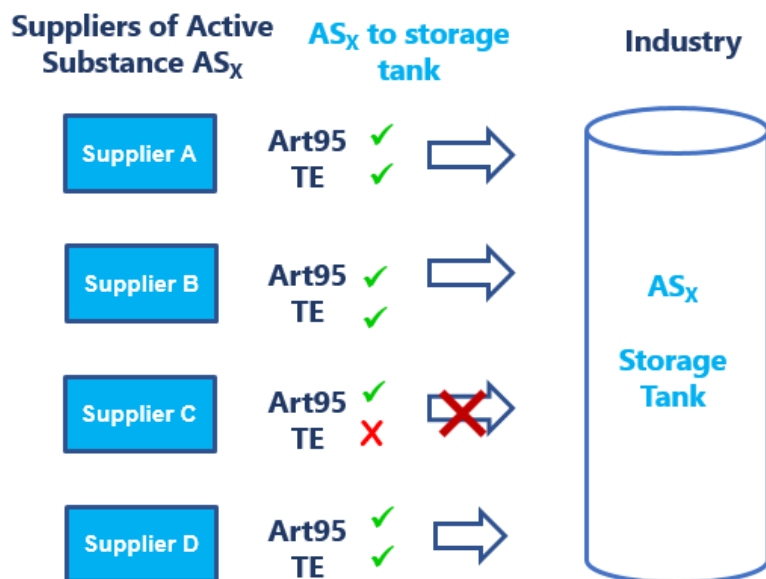 Suppliers of Active
Substance ASX
ASX to storage
tank
Industry
Supplier A
Art95 ✓
TE ✓
Supplier B
Art95 ✓
TE ✓
Supplier C
Art95 ✓
TE X
Supplier D
Art95 ✓
TE ✓
ASX
Storage
Tank